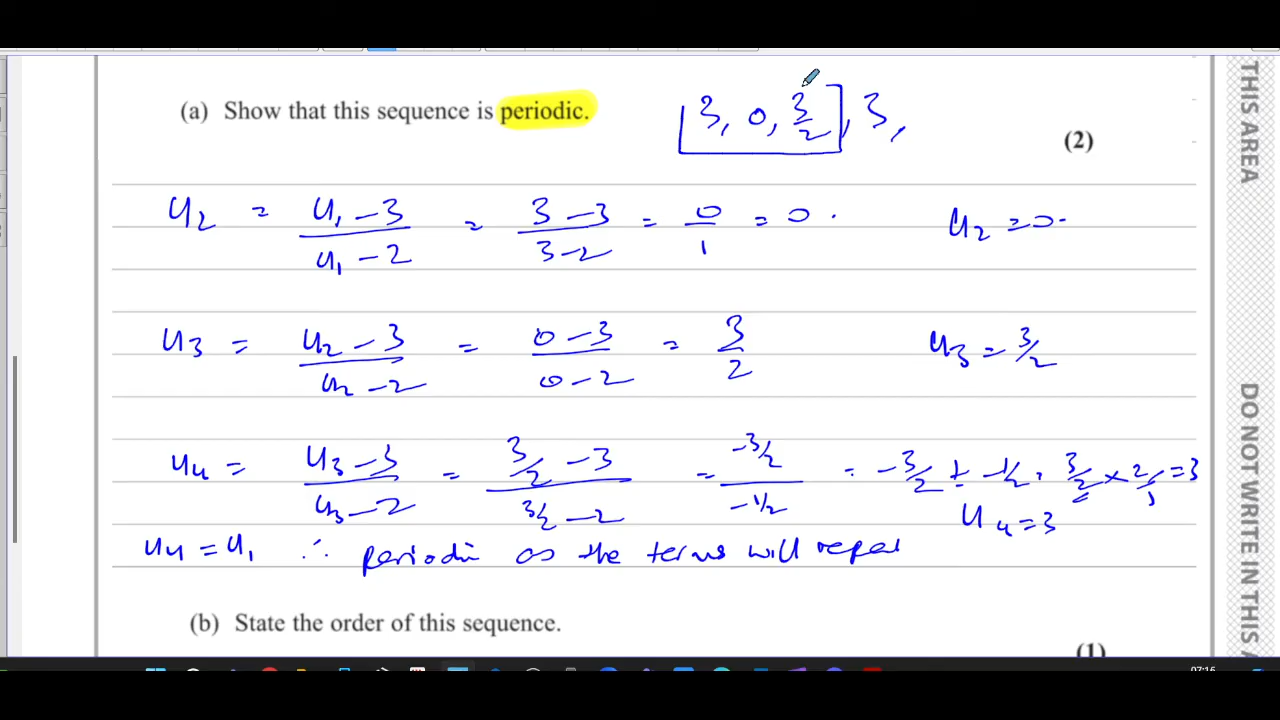 (a) Show that this sequence is periodic.
3, 0, 3/2, 3,
(2)
u2 = (u1 - 3)/(u1 - 2) = (3 - 3)/(3 - 2) = 0/1 = 0. u2 = 0.
u3 = (u2 - 3)/(u2 - 2) = (0 - 3)/(0 - 2) = 3/2 u3 = 3/2
u4 = (u3 - 3)/(u3 - 2) = (3/2 - 3)/(3/2 - 2) = (-3/2)/(-1/2) = -3/2 ÷ -1/2 = 3/2 × 2/1 = 3
u4 = 3
u4 = u1 ∴ periodic as the terms will repeat
(b) State the order of this sequence.
(1)
07:16
THIS AREA
DO NOT WRITE IN THIS A